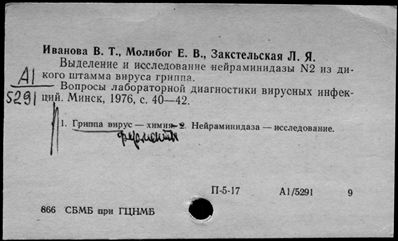 Иванова В. Т., Молибог Е. В., Закстельская Л. Я.
Выделение и исследование нейраминидазы N2 из ди-
кого штамма вируса гриппа.
А1
5291
Вопросы лабораторной диагностики вирусных инфек-
ций. Минск, 1976, с. 40—42.
1. Гриппа вирус — химия. 2. Нейраминидаза — исследование.
ферменты
П-5-17 А1/5291 9
866 СБМБ при ГЦНМБ